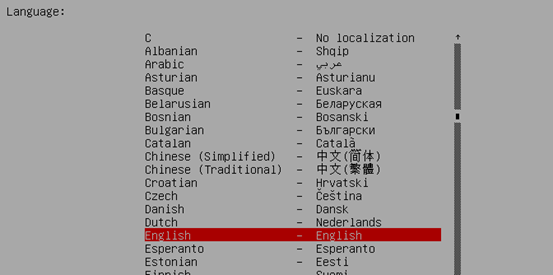 Language:
C - No localization
Albanian - Shqip
Arabic - عربي
Asturian - Asturianu
Basque - Euskara
Belarusian - Беларуская
Bosnian - Bosanski
Bulgarian - Български
Catalan - Català
Chinese (Simplified) - 中文(简体)
Chinese (Traditional) - 中文(繁體)
Croatian - Hrvatski
Czech - Čeština
Danish - Dansk
Dutch - Nederlands
English - English
Esperanto - Esperanto
Estonian - Eesti
Finnish - Suomi